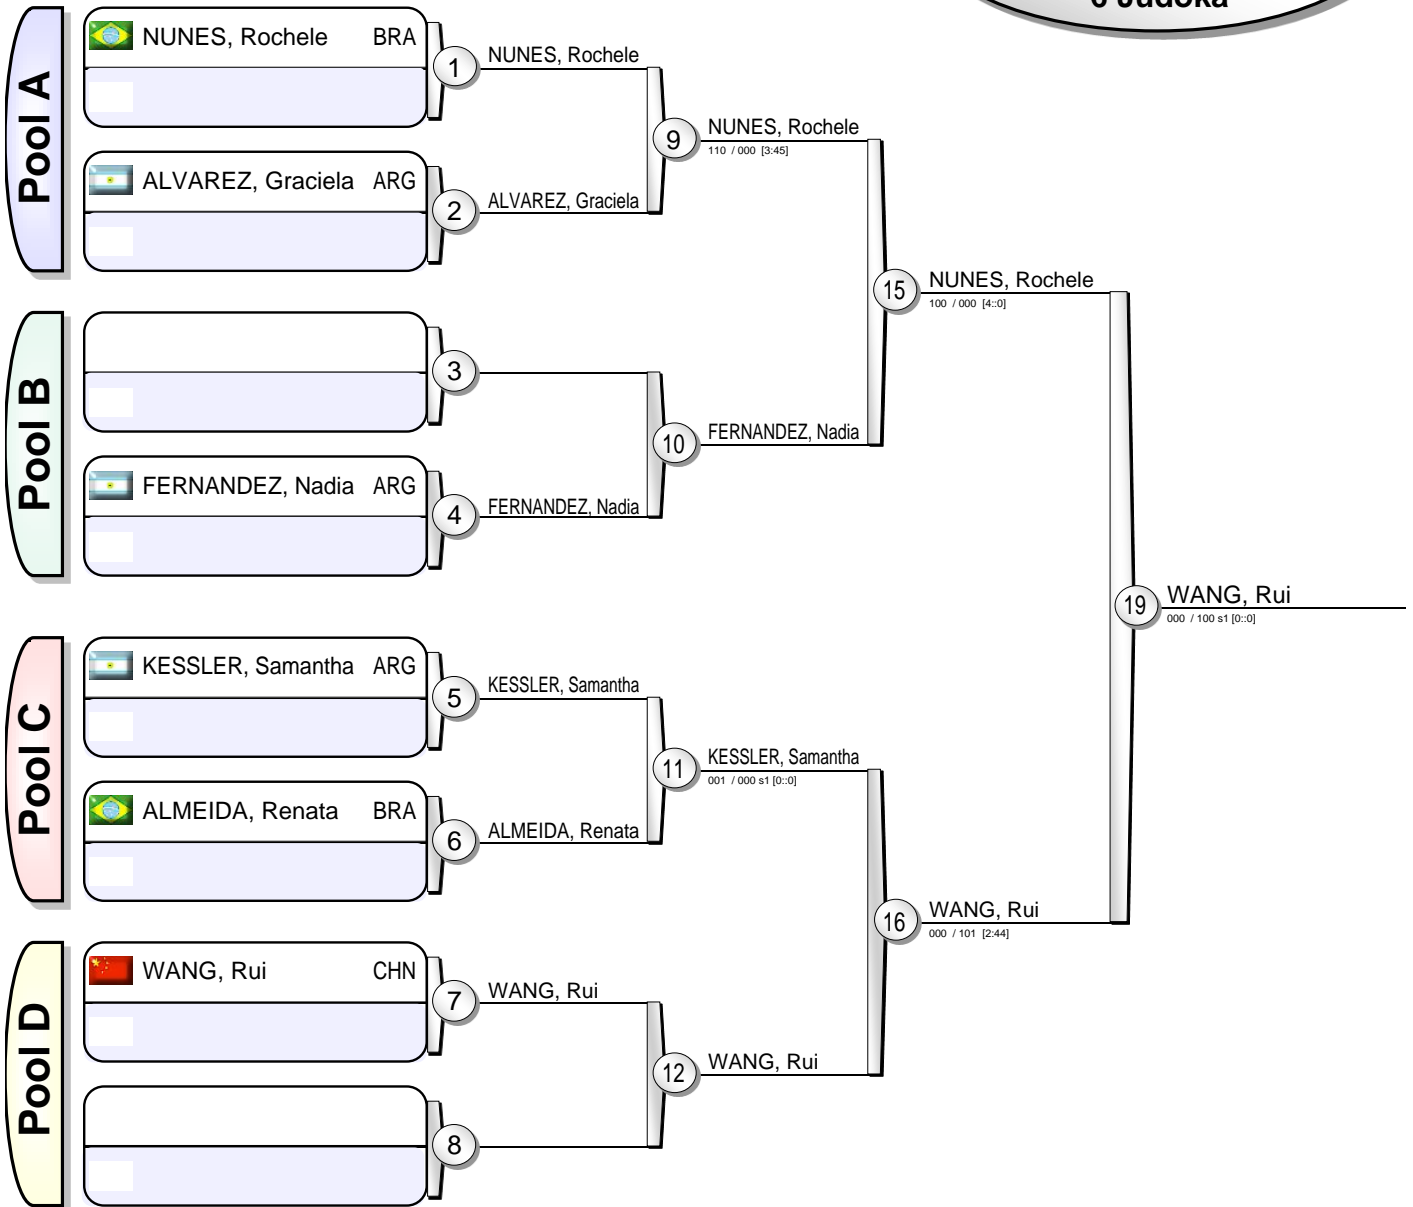 6 Judoka
Pool A
NUNES, Rochele BRA
1
NUNES, Rochele
ALVAREZ, Graciela ARG
2
ALVAREZ, Graciela
9
NUNES, Rochele
110 / 000 [3:45]
Pool B
3
FERNANDEZ, Nadia ARG
4
FERNANDEZ, Nadia
10
FERNANDEZ, Nadia
15
NUNES, Rochele
100 / 000 [4::0]
Pool C
KESSLER, Samantha ARG
5
KESSLER, Samantha
ALMEIDA, Renata BRA
6
ALMEIDA, Renata
11
KESSLER, Samantha
001 / 000 s1 [0::0]
Pool D
WANG, Rui CHN
7
WANG, Rui
8
12
WANG, Rui
16
WANG, Rui
000 / 101 [2:44]
19
WANG, Rui
000 / 100 s1 [0::0]